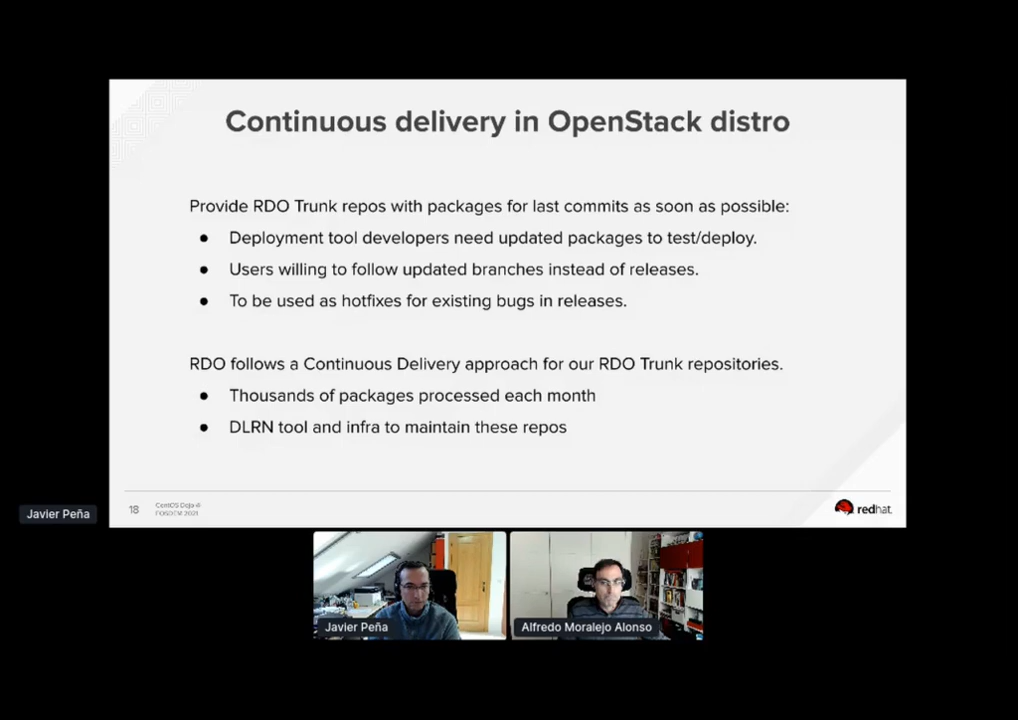 Continuous delivery in OpenStack distro
Provide RDO Trunk repos with packages for last commits as soon as possible:
● Deployment tool developers need updated packages to test/deploy.
● Users willing to follow updated branches instead of releases.
● To be used as hotfixes for existing bugs in releases.
RDO follows a Continuous Delivery approach for our RDO Trunk repositories.
● Thousands of packages processed each month
● DLRN tool and infra to maintain these repos
18
CentOS Dojo @
FOSDEM 2021
redhat.
Javier Peña
Javier Peña
Alfredo Moralejo Alonso